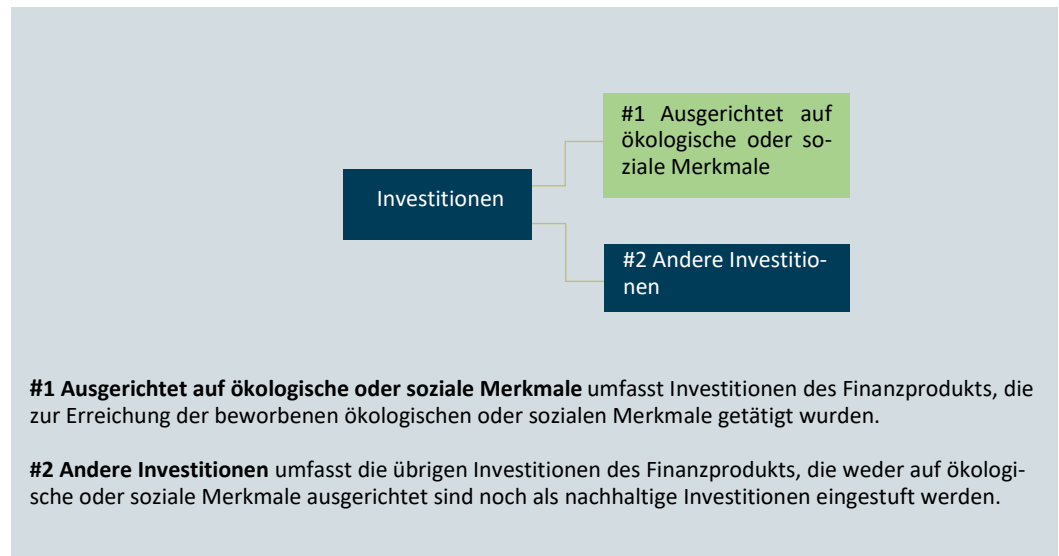 #1 Ausgerichtet auf
ökologische oder so-
ziale Merkmale
Investitionen
#2 Andere Investitio-
nen
#1 Ausgerichtet auf ökologische oder soziale Merkmale umfasst Investitionen des Finanzprodukts, die
zur Erreichung der beworbenen ökologischen oder sozialen Merkmale getätigt wurden.
#2 Andere Investitionen umfasst die übrigen Investitionen des Finanzprodukts, die weder auf ökologi-
sche oder soziale Merkmale ausgerichtet sind noch als nachhaltige Investitionen eingestuft werden.